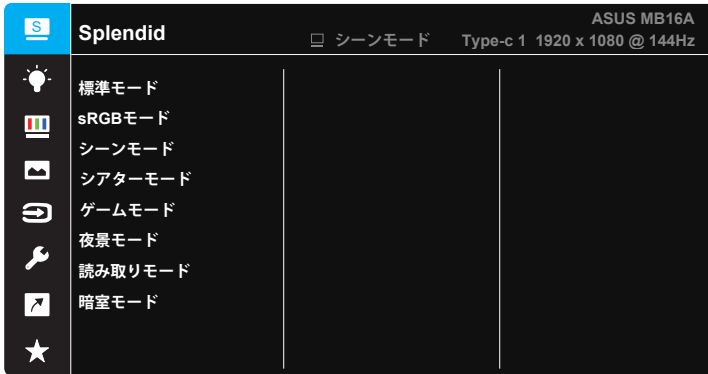 S
Splendid
ASUS MB16A
シーンモード
Type-c 1 1920 x 1080 @ 144Hz
標準モード
sRGBモード
シーンモード
シアターモード
ゲームモード
夜景モード
読み取りモード
暗室モード